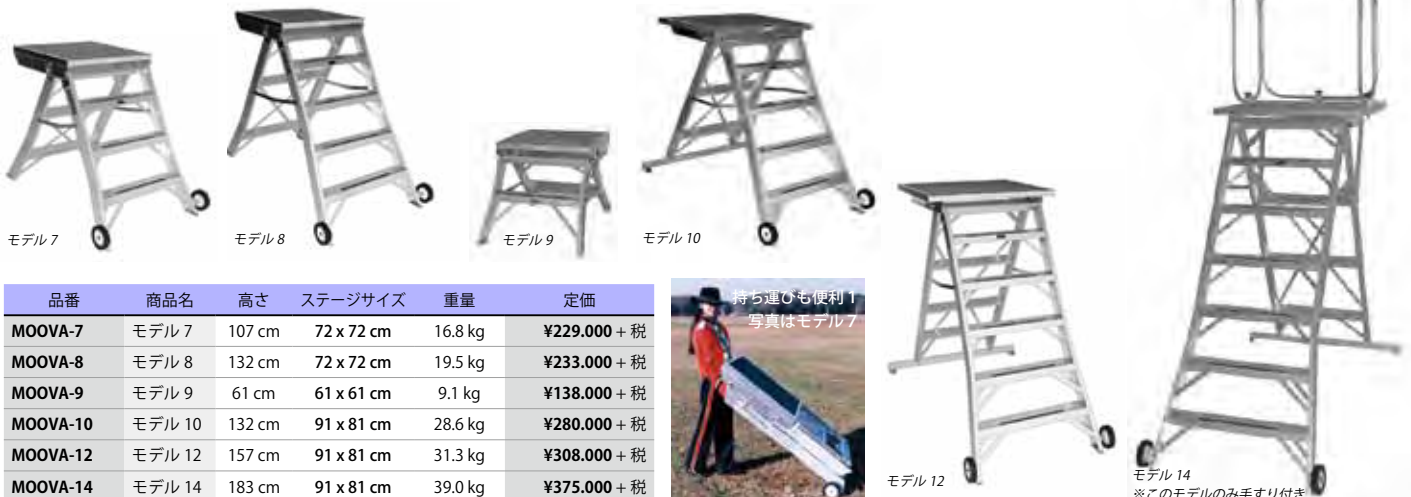 モデル 7
モデル 8
モデル 9
モデル 10
品番 商品名 高さ ステージサイズ 重量 定価
MOOVA-7 モデル 7 107 cm 72 x 72 cm 16.8 kg ¥229.000 + 税
MOOVA-8 モデル 8 132 cm 72 x 72 cm 19.5 kg ¥233.000 + 税
MOOVA-9 モデル 9 61 cm 61 x 61 cm 9.1 kg ¥138.000 + 税
MOOVA-10 モデル 10 132 cm 91 x 81 cm 28.6 kg ¥280.000 + 税
MOOVA-12 モデル 12 157 cm 91 x 81 cm 31.3 kg ¥308.000 + 税
MOOVA-14 モデル 14 183 cm 91 x 81 cm 39.0 kg ¥375.000 + 税
持ち運びも便利 1
写真はモデル 7
モデル 12
モデル 14
※このモデルのみ手すり付き